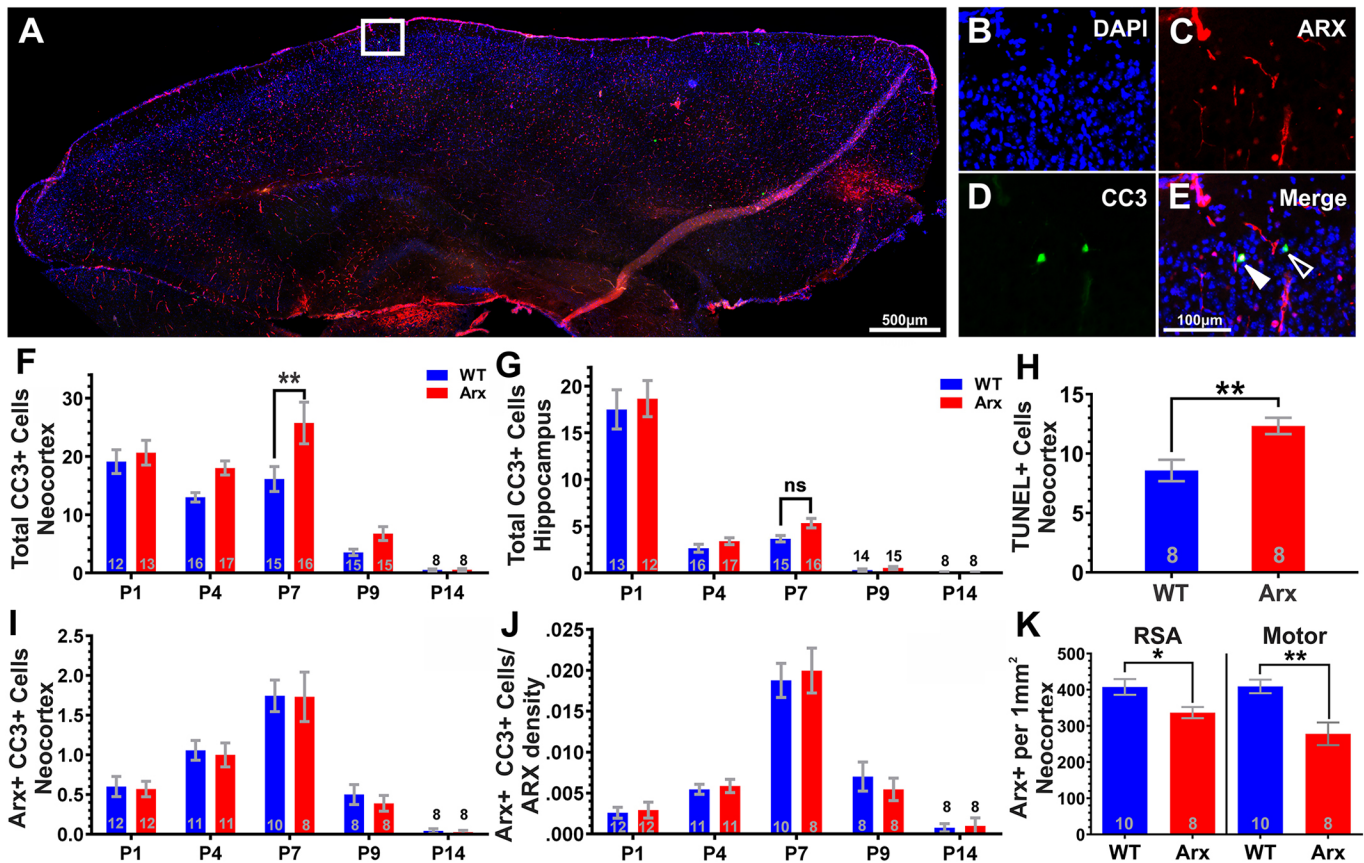 A
500µm
B
DAPI
C
ARX
D
CC3
E
Merge
100µm
F
Total CC3+ Cells
Neocortex
30
20
10
0
**
WT
Arx
12
13
16
17
15
16
15
15
8
8
P1
P4
P7
P9
P14
G
Total CC3+ Cells
Hippocampus
20
15
10
5
0
ns
WT
Arx
13
12
16
17
15
16
14
15
8
8
P1
P4
P7
P9
P14
H
TUNEL+ Cells
Neocortex
15
10
5
0
**
8
8
WT
Arx
I
Arx+ CC3+ Cells
Neocortex
2.5
2.0
1.5
1.0
0.5
0.0
12
12
11
11
10
8
8
8
8
8
P1
P4
P7
P9
P14
J
Arx+ CC3+ Cells/
ARX density
.025
.020
.015
.010
.005
.000
12
12
11
11
10
8
8
8
8
8
P1
P4
P7
P9
P14
K
RSA
Motor
Arx+ per 1mm²
Neocortex
500
400
300
200
100
0
*
**
10
8
10
8
WT
Arx
WT
Arx